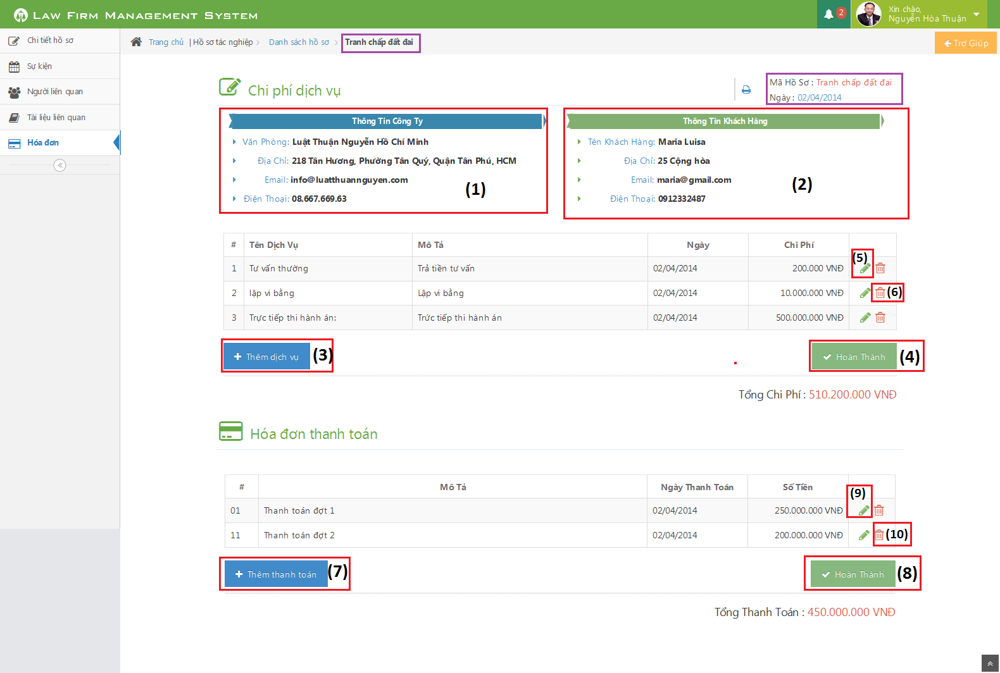 Law Firm Management System
2
Xin chào,
Nguyễn Hòa Thuận
Chi tiết hồ sơ
Sự kiện
Người liên quan
Tài liệu liên quan
Hóa đơn
Trang chủ | Hồ sơ tác nghiệp > Danh sách hồ sơ > Tranh chấp đất đai
Trợ Giúp
Chi phí dịch vụ
Mã Hồ Sơ : Tranh chấp đất đai
Ngày : 02/04/2014
Thông Tin Công Ty
Văn Phòng: Luật Thuận Nguyễn Hồ Chí Minh
Địa Chỉ: 218 Tân Hương, Phường Tân Quý, Quận Tân Phú, HCM
Email: info@luatthuannguyen.com
Điện Thoại: 08.667.669.63
(1)
Thông Tin Khách Hàng
Tên Khách Hàng: Maria Luisa
Địa Chỉ: 25 Cộng hòa
Email: maria@gmail.com
Điện Thoại: 0912332487
(2)
# Tên Dịch Vụ Mô Tả Ngày Chi Phí
1 Tư vấn thường Trả tiền tư vấn 02/04/2014 200.000 VNĐ (5)
2 lập vi bằng Lập vi bằng 02/04/2014 10.000.000 VNĐ (6)
3 Trực tiếp thi hành án: Trức tiếp thi hành án 02/04/2014 500.000.000 VNĐ
Thêm dịch vụ (3) Hoàn Thành (4)
Tổng Chi Phí : 510.200.000 VNĐ
Hóa đơn thanh toán
# Mô Tả Ngày Thanh Toán Số Tiền
01 Thanh toán đợt 1 02/04/2014 250.000.000 VNĐ (9)
11 Thanh toán đợt 2 02/04/2014 200.000.000 VNĐ (10)
Thêm thanh toán (7) Hoàn Thành (8)
Tổng Thanh Toán : 450.000.000 VNĐ